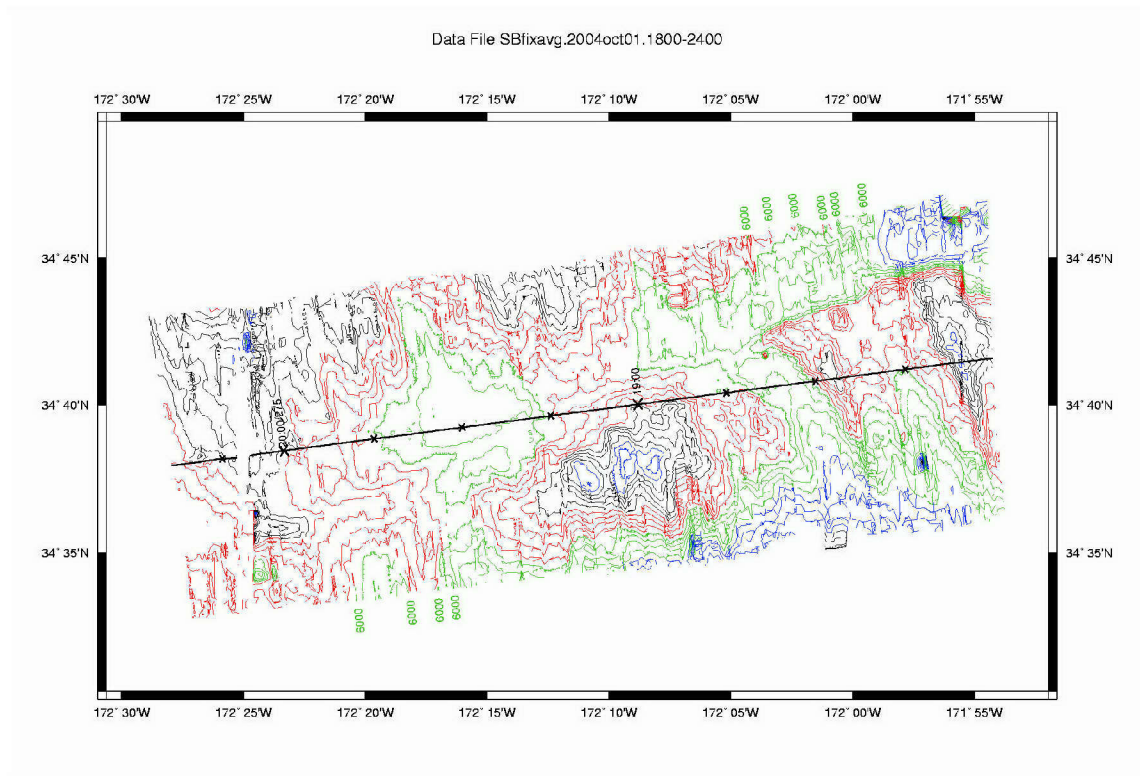 Data File SBfixavg.2004oct01.1800-2400
172° 30'W 172° 25'W 172° 20'W 172° 15'W 172° 10'W 172° 05'W 172° 00'W 171° 55'W
6000 6000 6000 6000 6000 6000
34° 45'N 34° 45'N
19:00
34° 40'N 34° 40'N
34° 35'N 34° 35'N
6000 6000 6000 6000
172° 30'W 172° 25'W 172° 20'W 172° 15'W 172° 10'W 172° 05'W 172° 00'W 171° 55'W